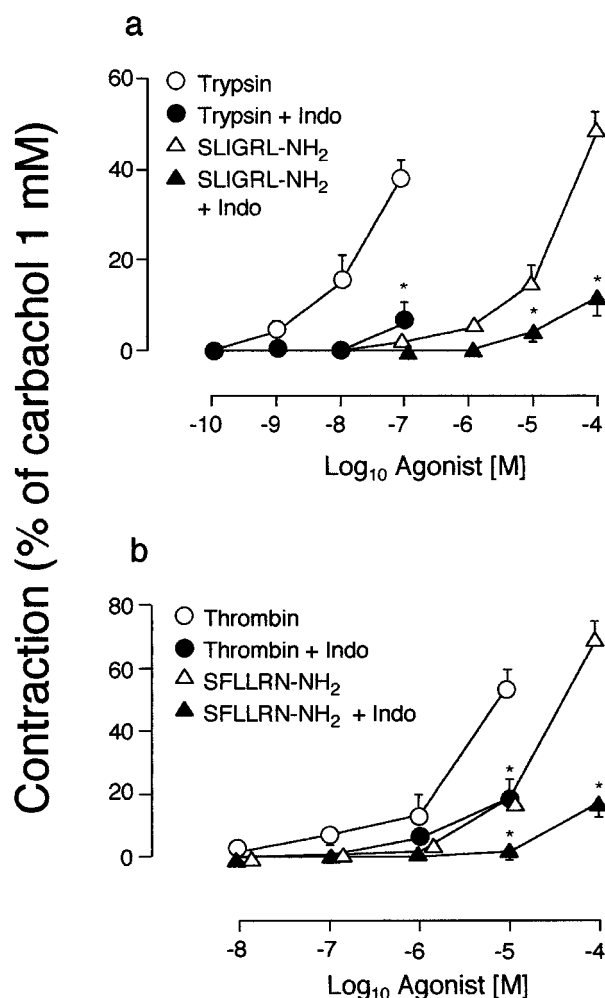 a
Contraction (% of carbachol 1 mM)
60
40
20
0
Trypsin
Trypsin + Indo
SLIGRL-NH₂
SLIGRL-NH₂
+ Indo
*
*
*
-10 -9 -8 -7 -6 -5 -4
Log₁₀ Agonist [M]
b
80
60
40
20
0
Thrombin
Thrombin + Indo
SFLLRN-NH₂
SFLLRN-NH₂ + Indo
*
*
*
-8 -7 -6 -5 -4
Log₁₀ Agonist [M]